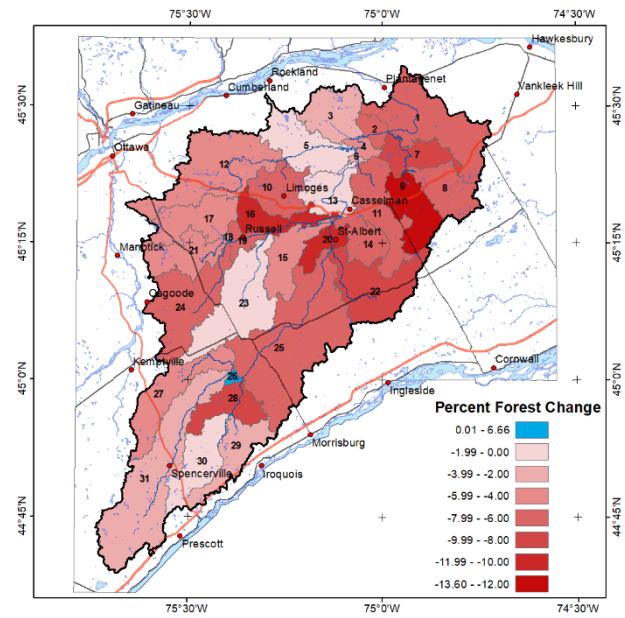 75°30'W 75°0'W 74°30'W
Hawkesbury
Rockland
Plantagenet
Cumberland
Vankleek Hill
Gatineau
45°30'N 45°30'N
3
1
2
Ottawa
5
4
6
7
12
10
Limoges
9
8
13
Casselman
16
11
17
Russell
St-Albert
18
19
20
14
45°15'N 45°15'N
Manotick
21
15
22
Osgoode
24
23
25
Kemptville
Cornwall
45°0'N 45°0'N
26
Ingleside
27
28
Percent Forest Change
0.01 - 6.66
Morrisburg
29
-1.99 - 0.00
30
Spencerville
Iroquois
-3.99 - -2.00
31
-5.99 - -4.00
44°45'N 44°45'N
-7.99 - -6.00
Prescott
-9.99 - -8.00
-11.99 - -10.00
-13.60 - -12.00
75°30'W 75°0'W 74°30'W